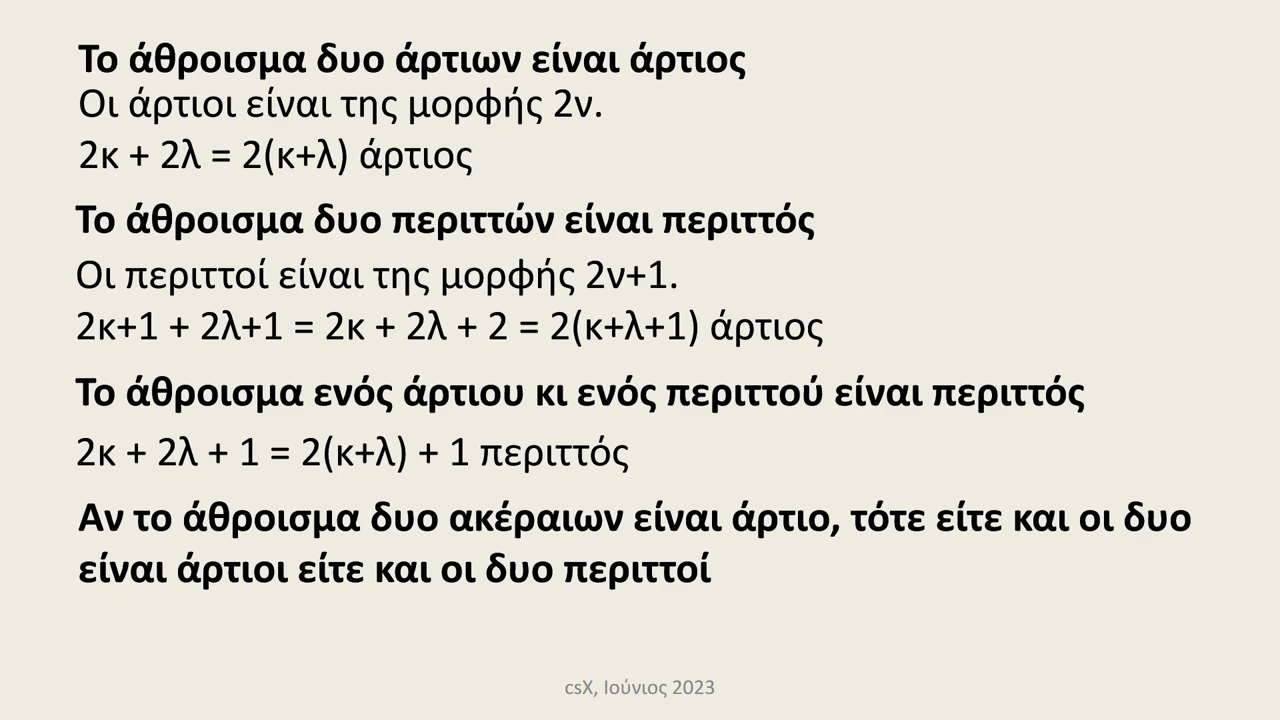 Το άθροισμα δυο άρτιων είναι άρτιος
Οι άρτιοι είναι της μορφής 2ν.
2κ + 2λ = 2(κ+λ) άρτιος
Το άθροισμα δυο περιττών είναι περιττός
Οι περιττοί είναι της μορφής 2ν+1.
2κ+1 + 2λ+1 = 2κ + 2λ + 2 = 2(κ+λ+1) άρτιος
Το άθροισμα ενός άρτιου κι ενός περιττού είναι περιττός
2κ + 2λ + 1 = 2(κ+λ) + 1 περιττός
Αν το άθροισμα δυο ακέραιων είναι άρτιο, τότε είτε και οι δυο
είναι άρτιοι είτε και οι δυο περιττοί
csX, Ιούνιος 2023